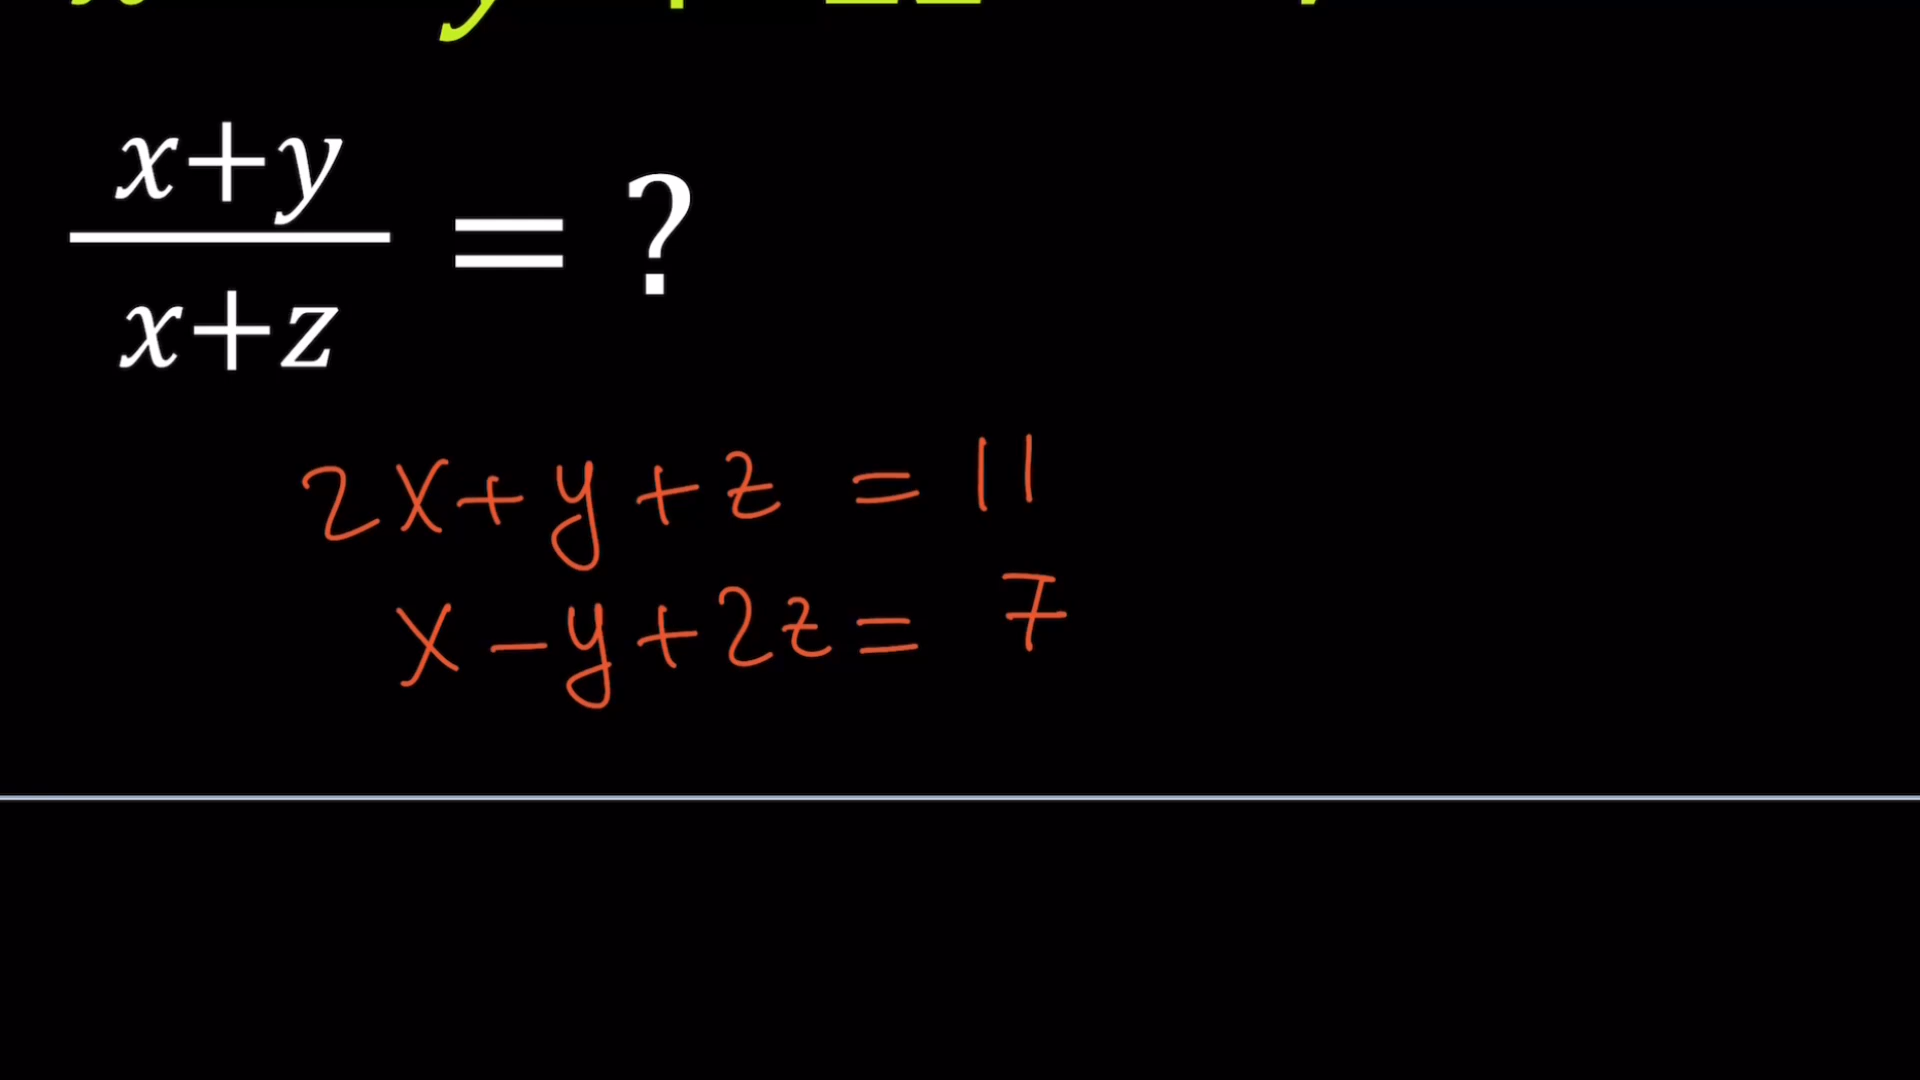 x+y
x+z
= ?
2x+y+z = 11
x-y+2z= 7